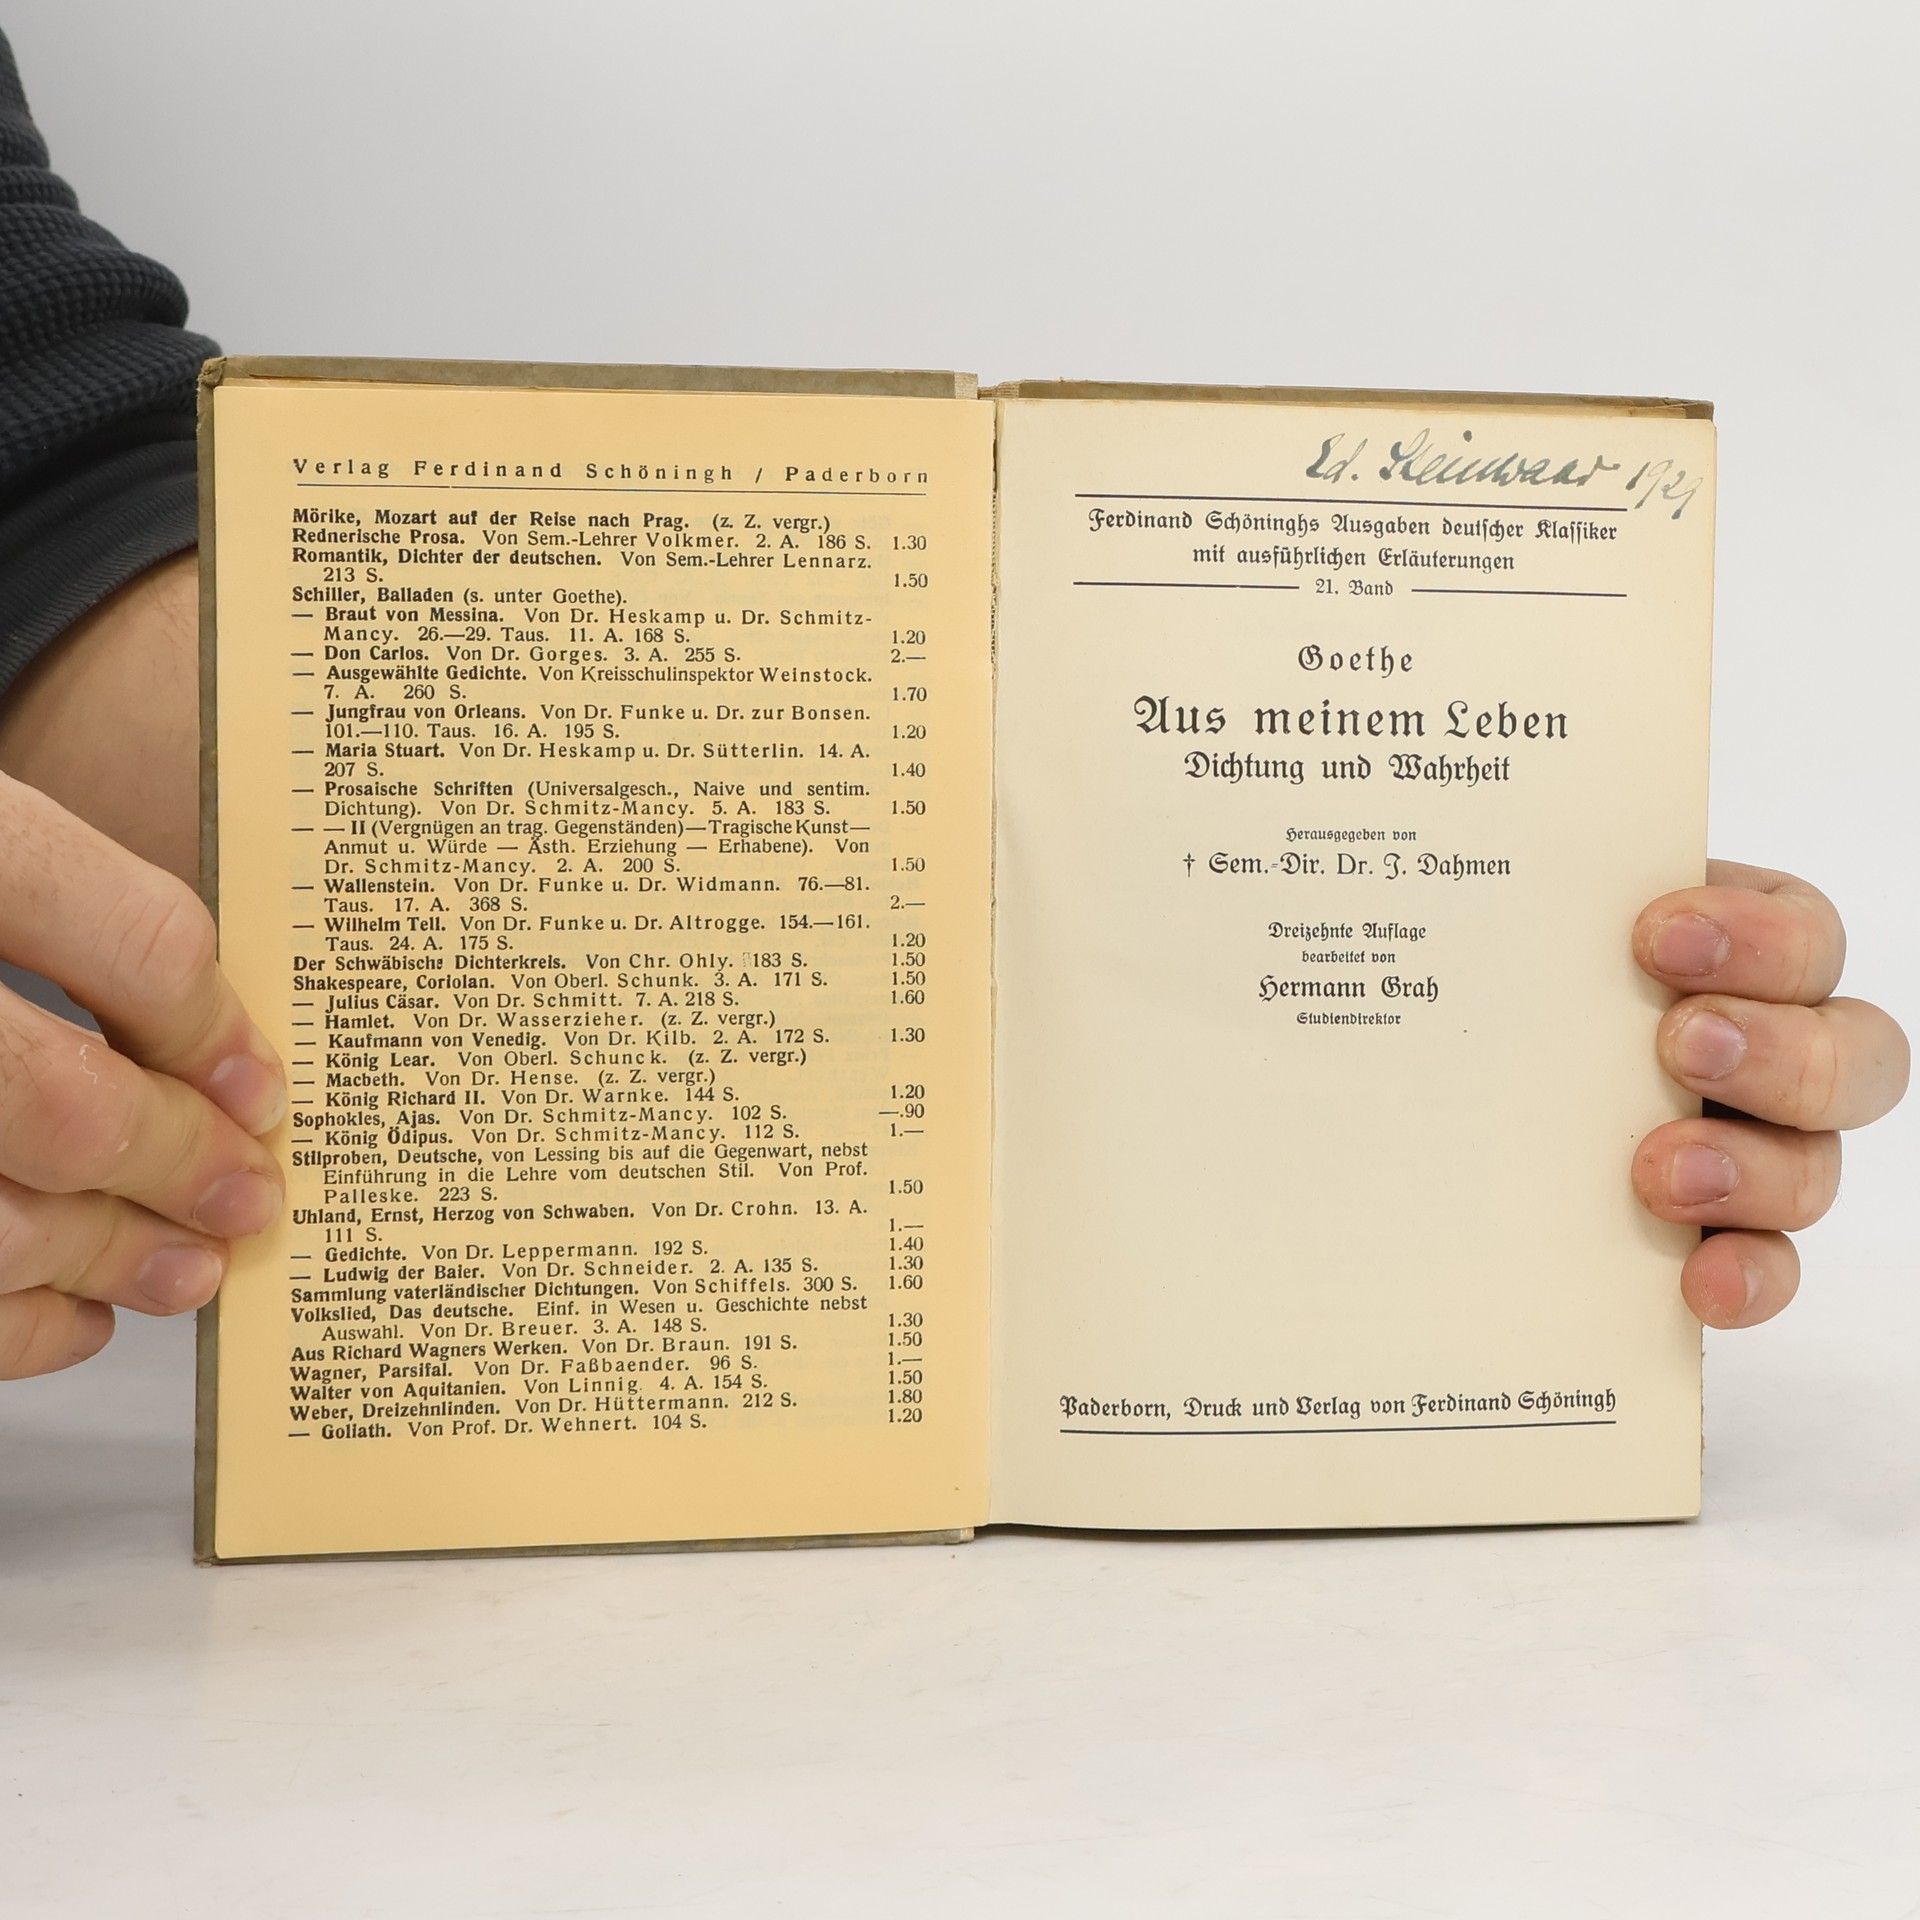 Verlag Ferdinand Schöningh / Paderborn
Mörike, Mozart auf der Reise nach Prag. (z. Z. vergr.)
Rednerische Prosa. Von Sem.-Lehrer Volkmer. 2. A. 186 S. 1.30
Romantik, Dichter der deutschen. Von Sem.-Lehrer Lennarz.
213 S. 1.50
Schiller, Balladen (s. unter Goethe).
— Braut von Messina. Von Dr. Heskamp u. Dr. Schmitz-
Mancy. 26.—29. Taus. 11. A. 168 S. 1.20
— Don Carlos. Von Dr. Gorges. 3. A. 255 S. 2.—
— Ausgewählte Gedichte. Von Kreisschulinspektor Weinstock.
7. A. 260 S. 1.70
— Jungfrau von Orleans. Von Dr. Funke u. Dr. zur Bonsen.
101.—110. Taus. 16. A. 195 S. 1.20
— Maria Stuart. Von Dr. Heskamp u. Dr. Sütterlin. 14. A.
207 S. 1.40
— Prosaische Schriften (Universalgesch., Naive und sentim.
Dichtung). Von Dr. Schmitz-Mancy. 5. A. 183 S. 1.50
— — II (Vergnügen an trag. Gegenständen)—Tragische Kunst—
Anmut u. Würde — Ästh. Erziehung — Erhabene). Von
Dr. Schmitz-Mancy. 2. A. 200 S. 1.50
— Wallenstein. Von Dr. Funke u. Dr. Widmann. 76.—81.
Taus. 17. A. 368 S. 2.—
— Wilhelm Tell. Von Dr. Funke u. Dr. Altrogge. 154.—161.
Taus. 24. A. 175 S. 1.20
Der Schwäbische Dichterkreis. Von Chr. Ohly. 183 S. 1.50
Shakespeare, Coriolan. Von Oberl. Schunk. 3. A. 171 S. 1.50
— Julius Cäsar. Von Dr. Schmitt. 7. A. 218 S. 1.60
— Hamlet. Von Dr. Wasserzieher. (z. Z. vergr.)
— Kaufmann von Venedig. Von Dr. Kilb. 2. A. 172 S. 1.30
— König Lear. Von Oberl. Schunck. (z. Z. vergr.)
— Macbeth. Von Dr. Hense. (z. Z. vergr.)
— König Richard II. Von Dr. Warnke. 144 S. 1.20
Sophokles, Ajas. Von Dr. Schmitz-Mancy. 102 S. —.90
— König Ödipus. Von Dr. Schmitz-Mancy. 112 S. 1.—
Stilproben, Deutsche, von Lessing bis auf die Gegenwart, nebst
Einführung in die Lehre vom deutschen Stil. Von Prof.
Palleske. 223 S. 1.50
Uhland, Ernst, Herzog von Schwaben. Von Dr. Crohn. 13. A.
111 S. 1.—
— Gedichte. Von Dr. Leppermann. 192 S. 1.40
— Ludwig der Baier. Von Dr. Schneider. 2. A. 135 S. 1.30
Sammlung vaterländischer Dichtungen. Von Schiffels. 300 S. 1.60
Volkslied, Das deutsche. Einf. in Wesen u. Geschichte nebst
Auswahl. Von Dr. Breuer. 3. A. 148 S. 1.30
Aus Richard Wagners Werken. Von Dr. Braun. 191 S. 1.50
Wagner, Parsifal. Von Dr. Faßbaender. 96 S. 1.—
Walter von Aquitanien. Von Linnig. 4. A. 154 S. 1.50
Weber, Dreizehnlinden. Von Dr. Hüttermann. 212 S. 1.80
— Goliath. Von Prof. Dr. Wehnert. 104 S. 1.20
Ed. 1929
Ferdinand Schöninghs Ausgaben deutscher Klassiker
mit ausführlichen Erläuterungen
21. Band
Goethe
Aus meinem Leben
Dichtung und Wahrheit
Herausgegeben von
† Sem.-Dir. Dr. J. Dahmen
Dreizehnte Auflage
bearbeitet von
Hermann Grah
Studiendirektor
Paderborn, Druck und Verlag von Ferdinand Schöningh